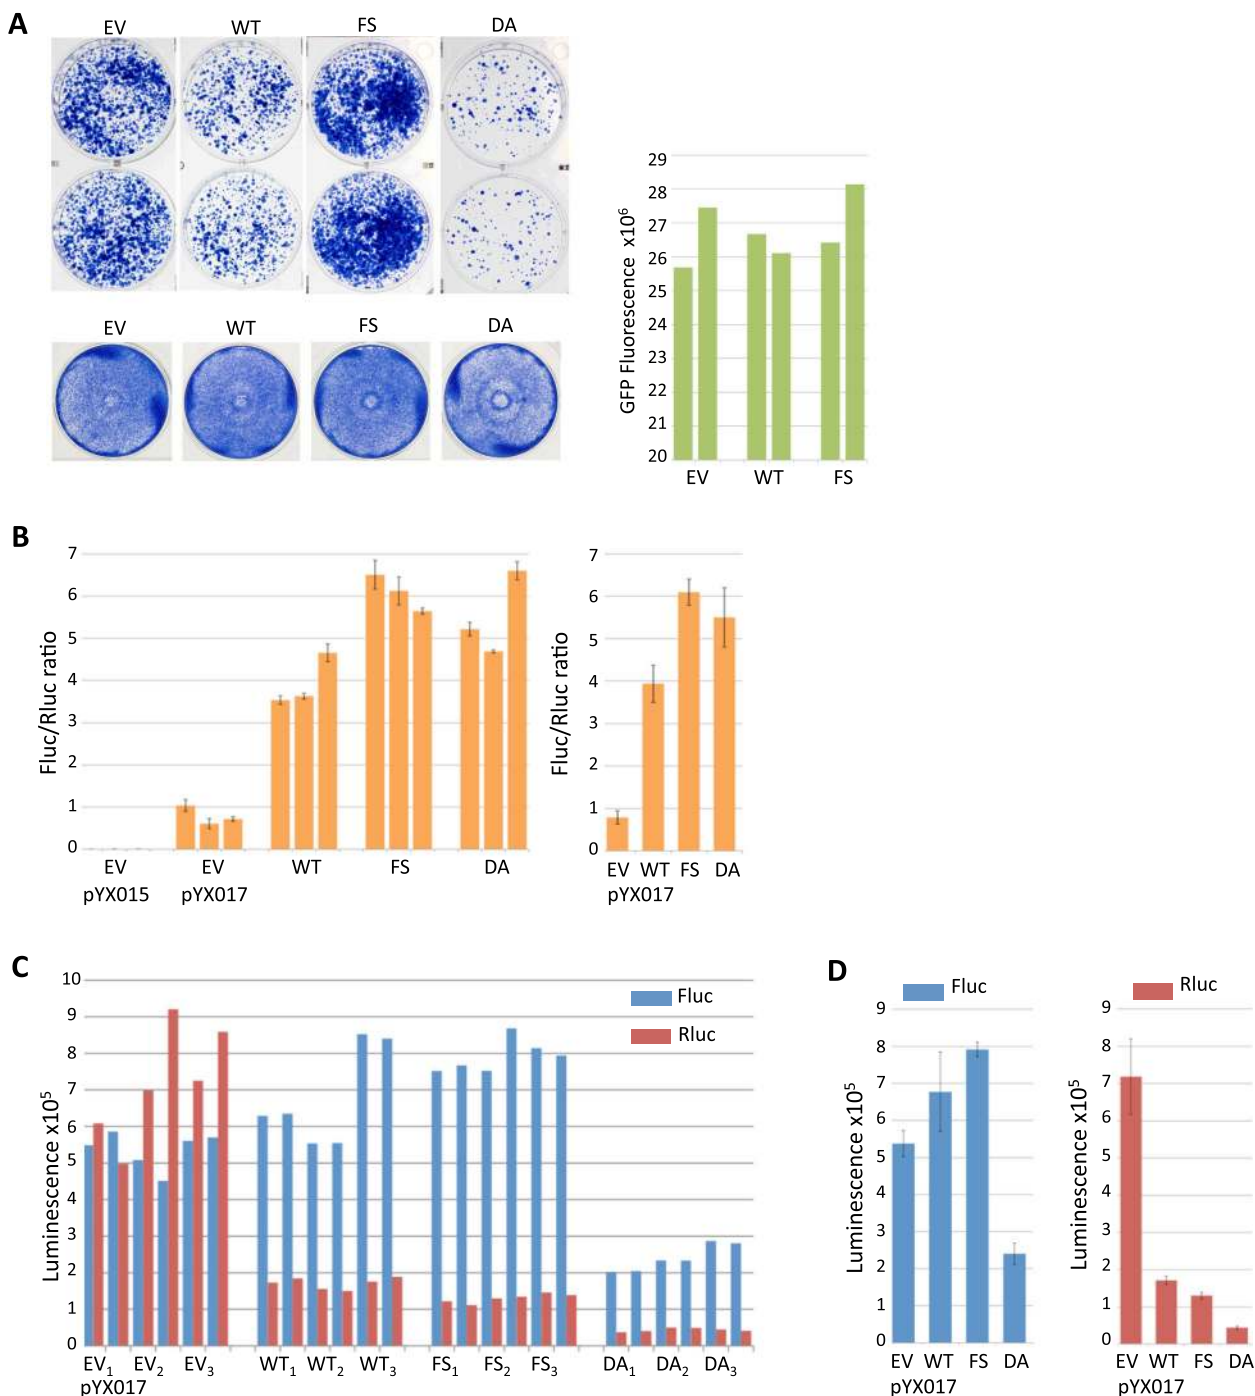 A
EV WT FS DA
EV WT FS DA
GFP Fluorescence x10⁶
29
28
27
26
25
24
23
22
21
20
EV WT FS
B
Fluc/Rluc ratio
7
6
5
4
3
2
1
0
EV EV WT FS DA
pYX015 pYX017
Fluc/Rluc ratio
7
6
5
4
3
2
1
0
EV WT FS DA
pYX017
C
Luminescence x10⁵
10
9
8
7
6
5
4
3
2
1
0
Fluc
Rluc
EV₁ EV₂ EV₃ WT₁ WT₂ WT₃ FS₁ FS₂ FS₃ DA₁ DA₂ DA₃
pYX017
D
Fluc
Luminescence x10⁵
9
8
7
6
5
4
3
2
1
0
EV WT FS DA
pYX017
Rluc
Luminescence x10⁵
9
8
7
6
5
4
3
2
1
0
EV WT FS DA
pYX017